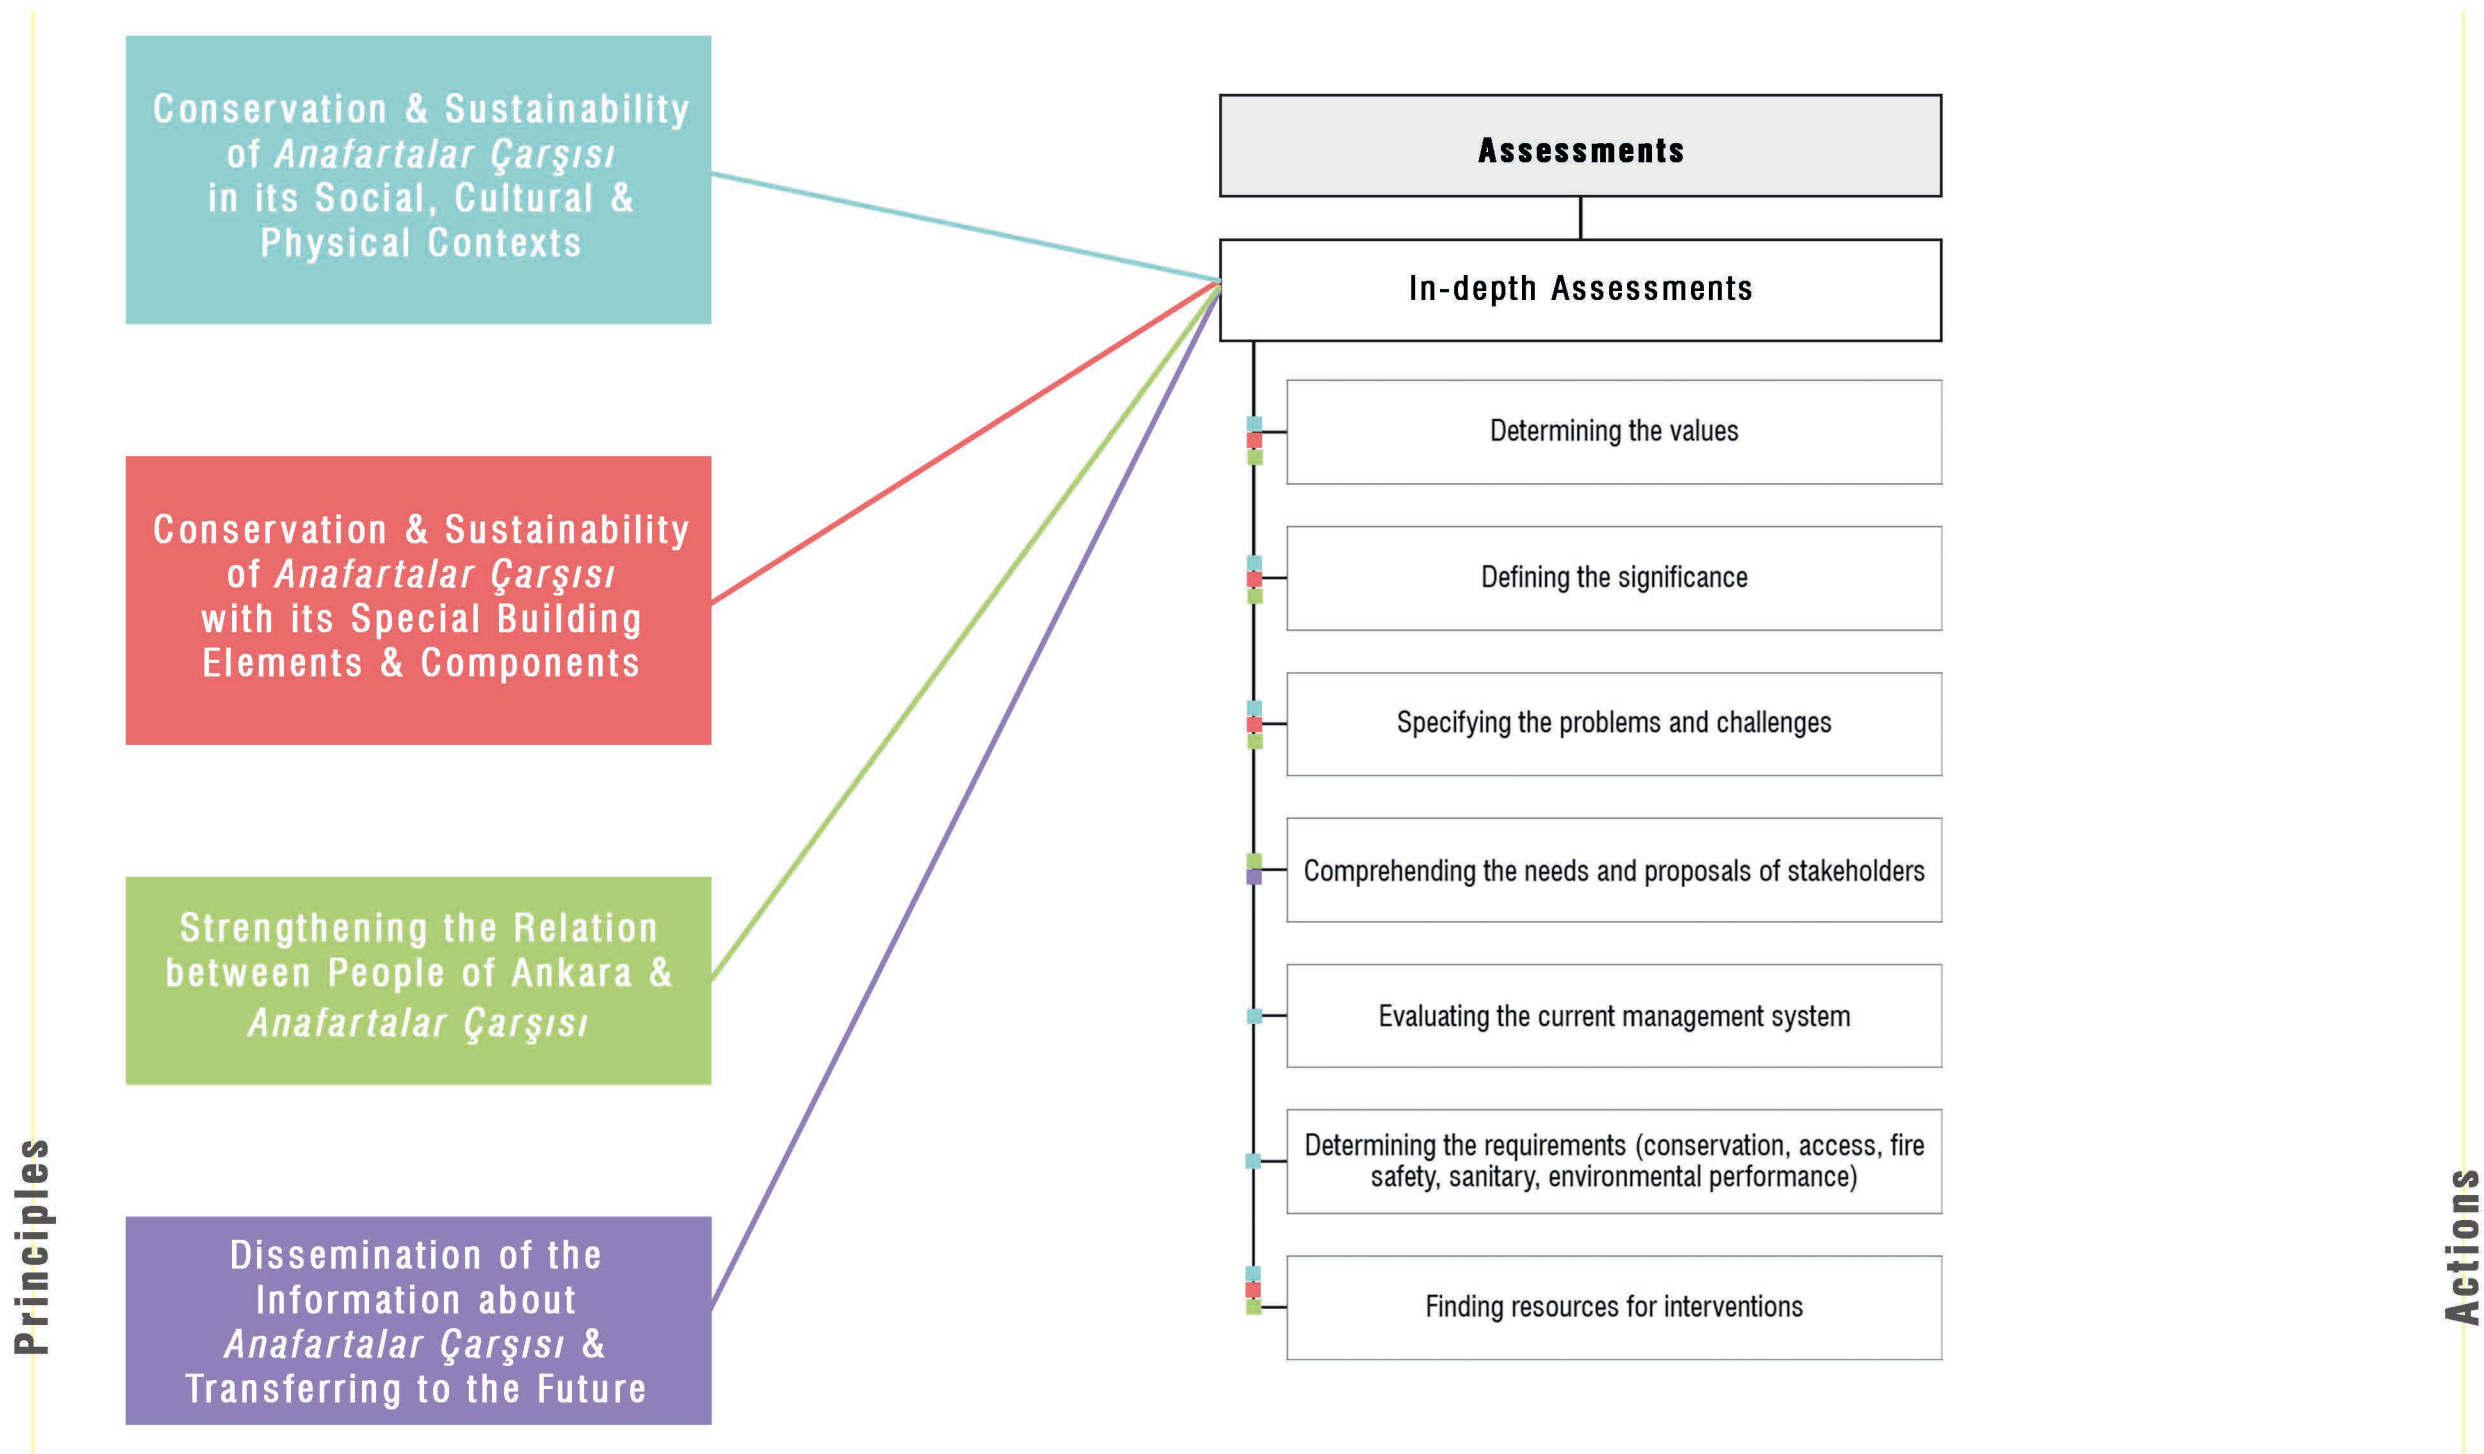 Principles
Conservation & Sustainability
of Anafartalar Çarşısı
in its Social, Cultural &
Physical Contexts
Conservation & Sustainability
of Anafartalar Çarşısı
with its Special Building
Elements & Components
Strengthening the Relation
between People of Ankara &
Anafartalar Çarşısı
Dissemination of the
Information about
Anafartalar Çarşısı &
Transferring to the Future
Assessments
In-depth Assessments
Determining the values
Defining the significance
Specifying the problems and challenges
Comprehending the needs and proposals of stakeholders
Evaluating the current management system
Determining the requirements (conservation, access, fire
safety, sanitary, environmental performance)
Finding resources for interventions
Actions